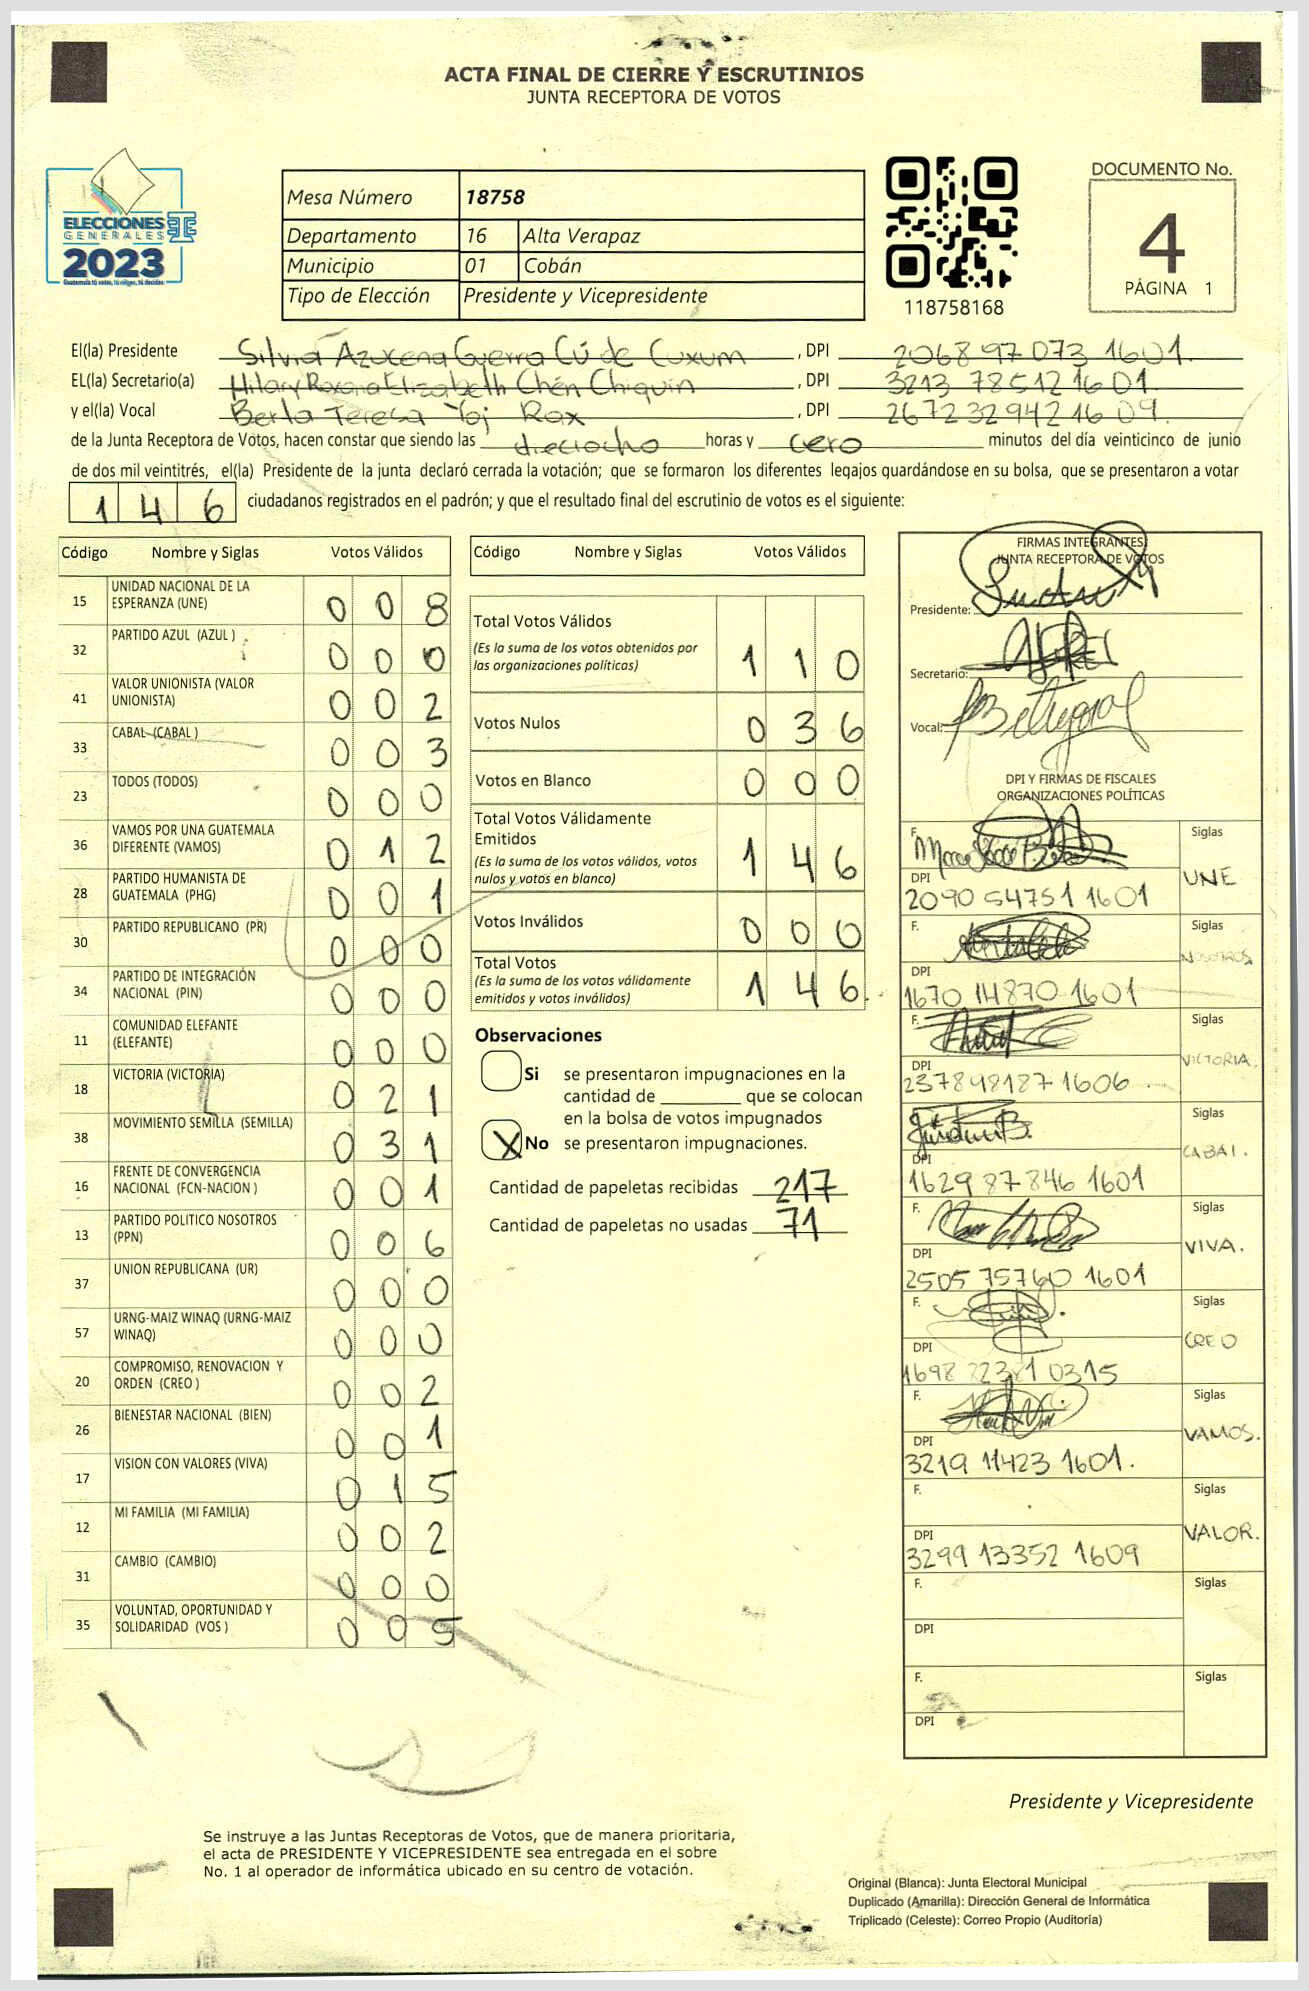 ACTA FINAL DE CIERRE Y ESCRUTINIOS
JUNTA RECEPTORA DE VOTOS
ELECCIONES
GENERALES
2023
Guatemala tú votas, tú eliges, tú decides
Mesa Número 18758
Departamento 16 Alta Verapaz
Municipio 01 Cobán
Tipo de Elección Presidente y Vicepresidente
118758168
DOCUMENTO No.
4
PÁGINA 1
El(la) Presidente Silvia Azucena Guerra Cú de Cuxum, DPI 2068 97 073 1601.
EL(la) Secretario(a) Hilary Roxana Elizabeth Chén Chiquín, DPI 3213 78512 1601.
y el(la) Vocal Berta Teresa Yoj Rax, DPI 2672 32942 1609.
de la Junta Receptora de Votos, hacen constar que siendo las dieciocho horas y cero minutos del día veinticinco de junio
de dos mil veintitrés, el(la) Presidente de la junta declaró cerrada la votación; que se formaron los diferentes legajos guardándose en su bolsa, que se presentaron a votar
146 ciudadanos registrados en el padrón; y que el resultado final del escrutinio de votos es el siguiente:
Código Nombre y Siglas Votos Válidos
15 UNIDAD NACIONAL DE LA ESPERANZA (UNE) 008
32 PARTIDO AZUL (AZUL ) 000
41 VALOR UNIONISTA (VALOR UNIONISTA) 002
33 CABAL (CABAL ) 003
23 TODOS (TODOS) 000
36 VAMOS POR UNA GUATEMALA DIFERENTE (VAMOS) 012
28 PARTIDO HUMANISTA DE GUATEMALA (PHG) 001
30 PARTIDO REPUBLICANO (PR) 000
34 PARTIDO DE INTEGRACIÓN NACIONAL (PIN) 000
11 COMUNIDAD ELEFANTE (ELEFANTE) 000
18 VICTORIA (VICTORIA) 021
38 MOVIMIENTO SEMILLA (SEMILLA) 031
16 FRENTE DE CONVERGENCIA NACIONAL (FCN-NACION ) 001
13 PARTIDO POLITICO NOSOTROS (PPN) 006
37 UNION REPUBLICANA (UR) 000
57 URNG-MAIZ WINAQ (URNG-MAIZ WINAQ) 000
20 COMPROMISO, RENOVACION Y ORDEN (CREO ) 002
26 BIENESTAR NACIONAL (BIEN) 001
17 VISION CON VALORES (VIVA) 015
12 MI FAMILIA (MI FAMILIA) 002
31 CAMBIO (CAMBIO) 000
35 VOLUNTAD, OPORTUNIDAD Y SOLIDARIDAD (VOS ) 005
Código Nombre y Siglas Votos Válidos
Total Votos Válidos
(Es la suma de los votos obtenidos por las organizaciones políticas) 110
Votos Nulos 036
Votos en Blanco 000
Total Votos Válidamente Emitidos
(Es la suma de los votos válidos, votos nulos y votos en blanco) 146
Votos Inválidos 000
Total Votos
(Es la suma de los votos válidamente emitidos y votos inválidos) 146.
Observaciones
Si se presentaron impugnaciones en la
cantidad de ________ que se colocan
en la bolsa de votos impugnados
X No se presentaron impugnaciones.
Cantidad de papeletas recibidas 217
Cantidad de papeletas no usadas 71
FIRMAS INTEGRANTES
JUNTA RECEPTORA DE VOTOS
Presidente:
Secretario:
Vocal:
DPI Y FIRMAS DE FISCALES
ORGANIZACIONES POLÍTICAS
F. Siglas
DPI UNE
2090 54751 1601
F. Siglas
DPI NOSOTROS
1670 14870 1601
F. Siglas
DPI VICTORIA.
2378 98187 1606
Siglas
DPI CABAL.
1629 87846 1601
F. Siglas
DPI VIVA.
2505 75760 1601
F. Siglas
DPI CREO
1698 22381 0315
F. Siglas
DPI VAMOS.
3219 11423 1601.
F. Siglas
DPI VALOR.
3299 13352 1609
F. Siglas
DPI
F. Siglas
DPI
Presidente y Vicepresidente
Se instruye a las Juntas Receptoras de Votos, que de manera prioritaria,
el acta de PRESIDENTE Y VICEPRESIDENTE sea entregada en el sobre
No. 1 al operador de informática ubicado en su centro de votación.
Original (Blanca): Junta Electoral Municipal
Duplicado (Amarilla): Dirección General de Informática
Triplicado (Celeste): Correo Propio (Auditoría)